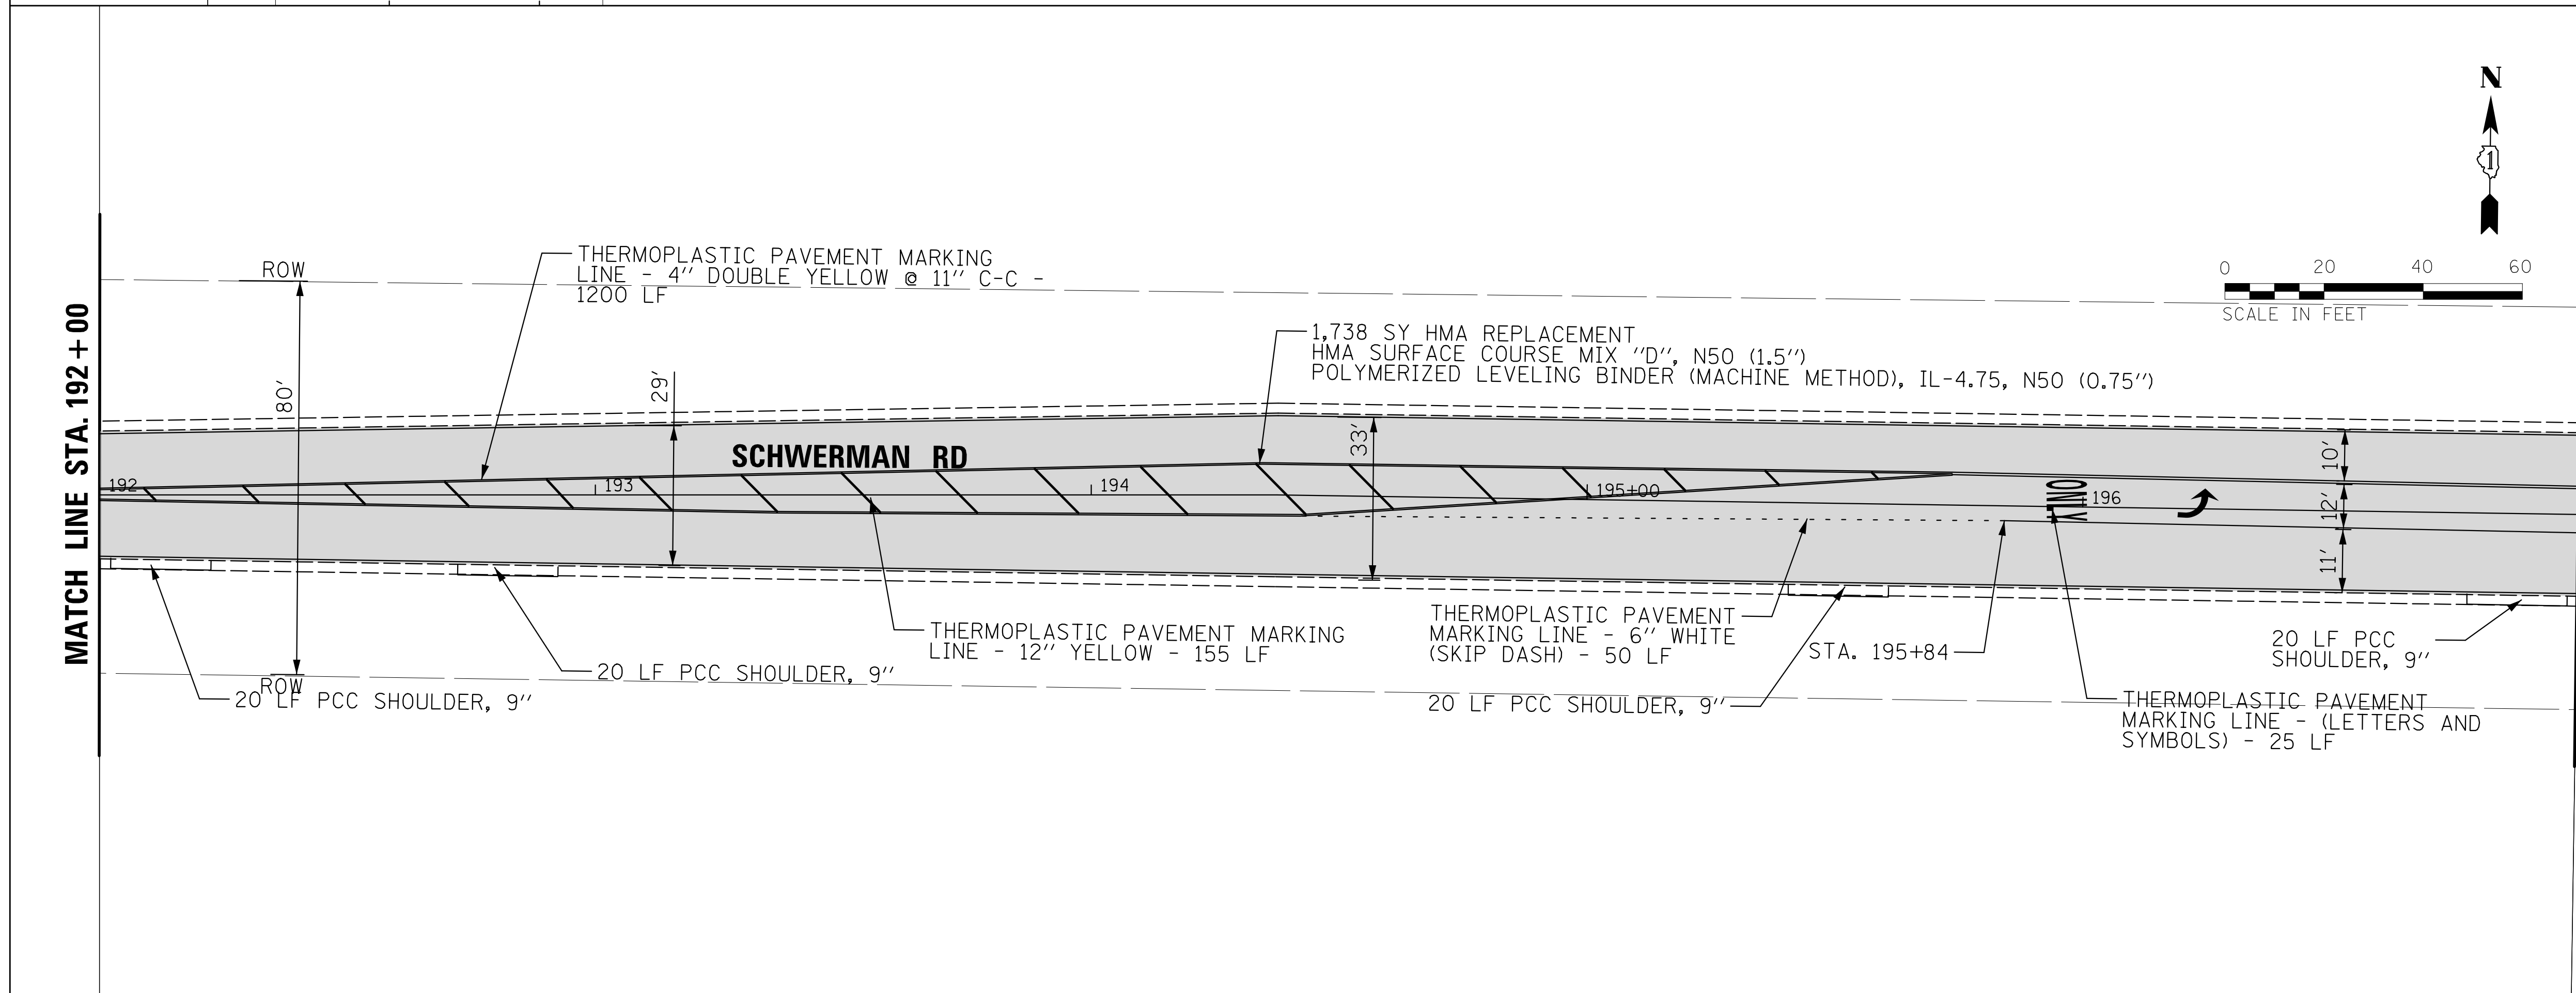 N
1
0 20 40 60
SCALE IN FEET
MATCH LINE STA. 192+00
ROW
80'
THERMOPLASTIC PAVEMENT MARKING
LINE - 4" DOUBLE YELLOW @ 11" C-C -
1200 LF
29'
1,738 SY HMA REPLACEMENT
HMA SURFACE COURSE MIX "D", N50 (1.5")
POLYMERIZED LEVELING BINDER (MACHINE METHOD), IL-4.75, N50 (0.75")
33'
SCHWERMAN RD
192
193
194
195+00
196
ONLY
10'
12'
11'
THERMOPLASTIC PAVEMENT MARKING
LINE - 12" YELLOW - 155 LF
THERMOPLASTIC PAVEMENT
MARKING LINE - 6" WHITE
(SKIP DASH) - 50 LF
STA. 195+84
20 LF PCC
SHOULDER, 9"
20 LF PCC SHOULDER, 9"
ROW
20 LF PCC SHOULDER, 9"
20 LF PCC SHOULDER, 9"
THERMOPLASTIC PAVEMENT
MARKING LINE - (LETTERS AND
SYMBOLS) - 25 LF